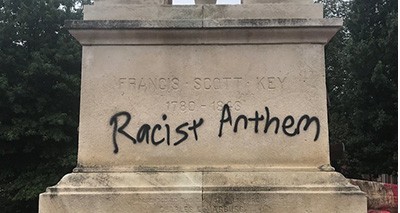 FRANCIS · SCOTT · KEY
1780 - 1843
Racist Anthem